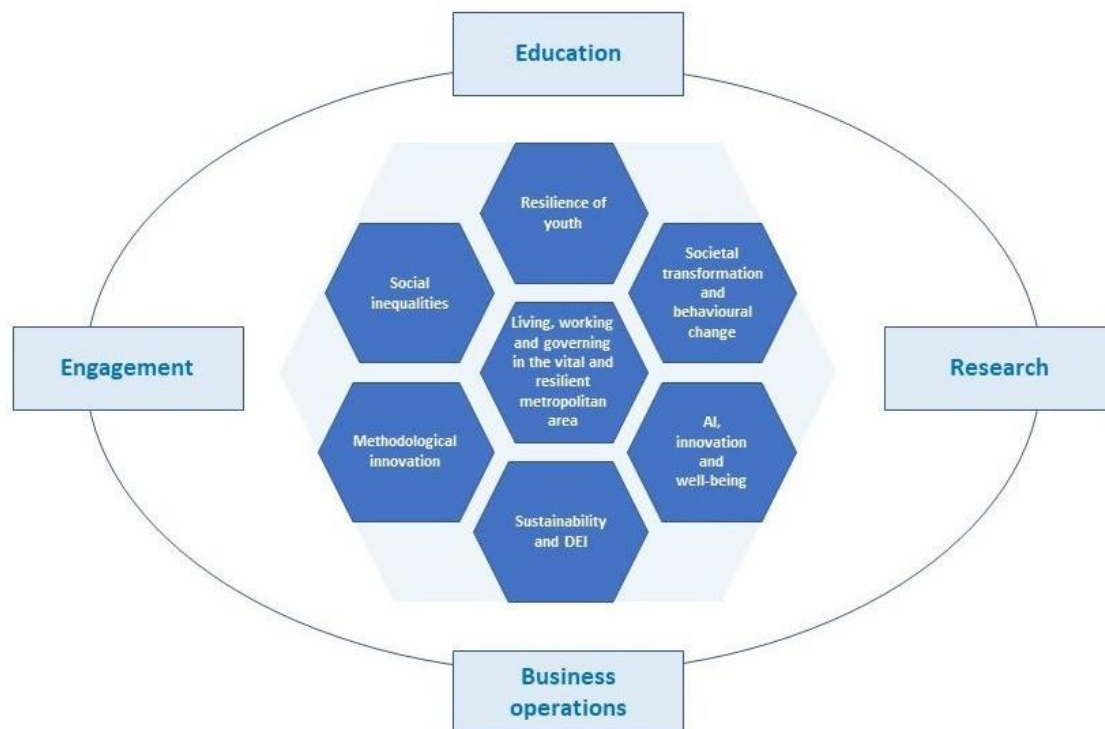 Education
Resilience of
youth
Social
inequalities
Societal
transformation
and
behavioural
change
Living, working
and governing
in the vital and
resilient
metropolitan
area
Engagement
Research
Methodological
innovation
AI,
innovation
and
well-being
Sustainability
and DEI
Business
operations